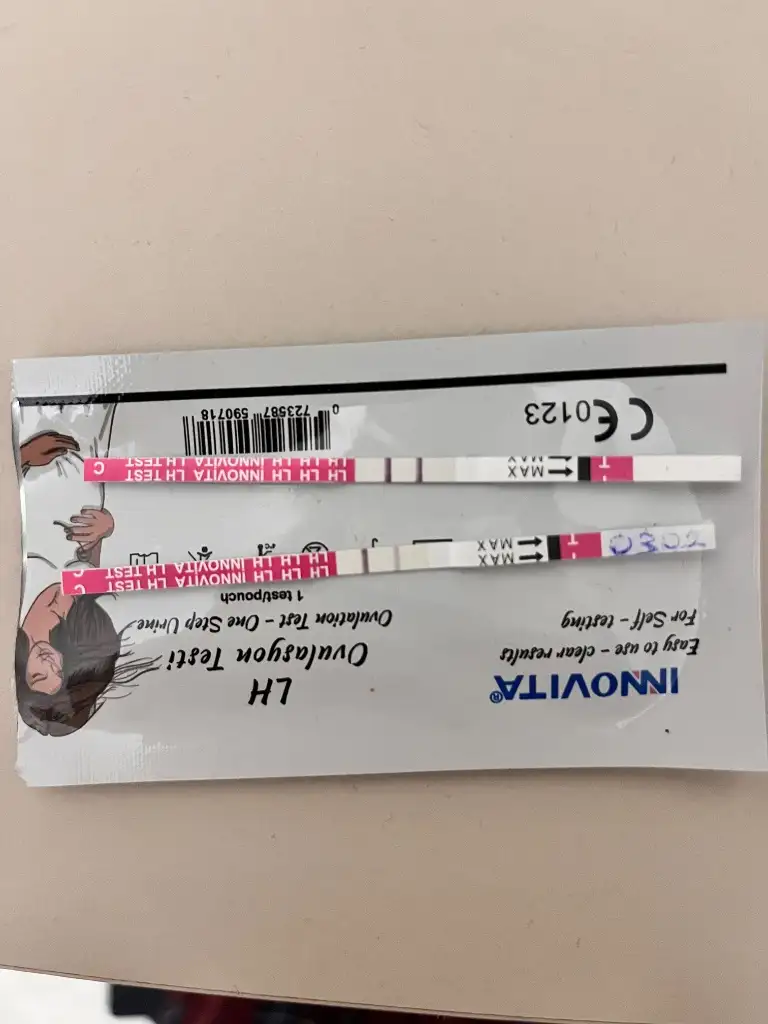 INNOVITA®
Easy to use – clear results
For Self-testing
LH
Ovulasyon Testi
Ovulation Test – One Step Urine
1 test/pouch
0302
T
MAX
MAX
LH LH LH INNOVITA LH TEST
C
T
MAX
MAX
LH LH LH INNOVITA LH TEST
C
CE0123
0 723587 590718